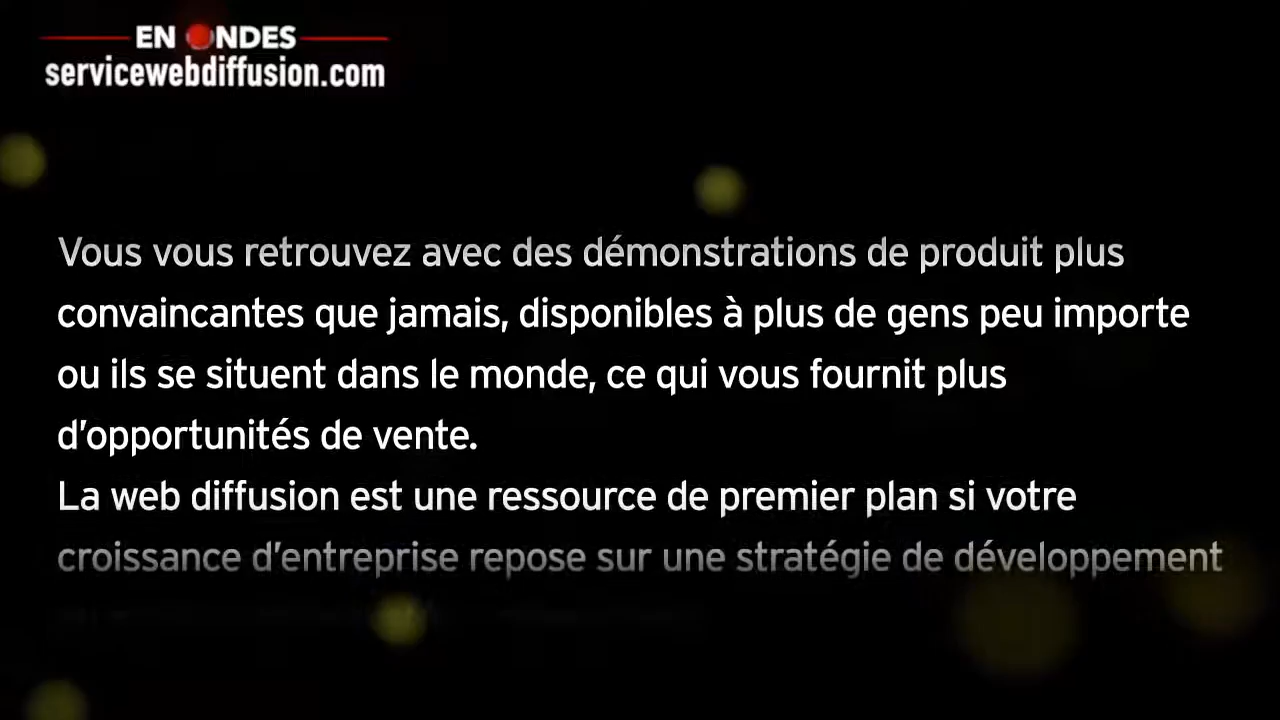 EN ONDES
servicewebdiffusion.com
Vous vous retrouvez avec des démonstrations de produit plus
convaincantes que jamais, disponibles à plus de gens peu importe
ou ils se situent dans le monde, ce qui vous fournit plus
d’opportunités de vente.
La web diffusion est une ressource de premier plan si votre
croissance d’entreprise repose sur une stratégie de développement